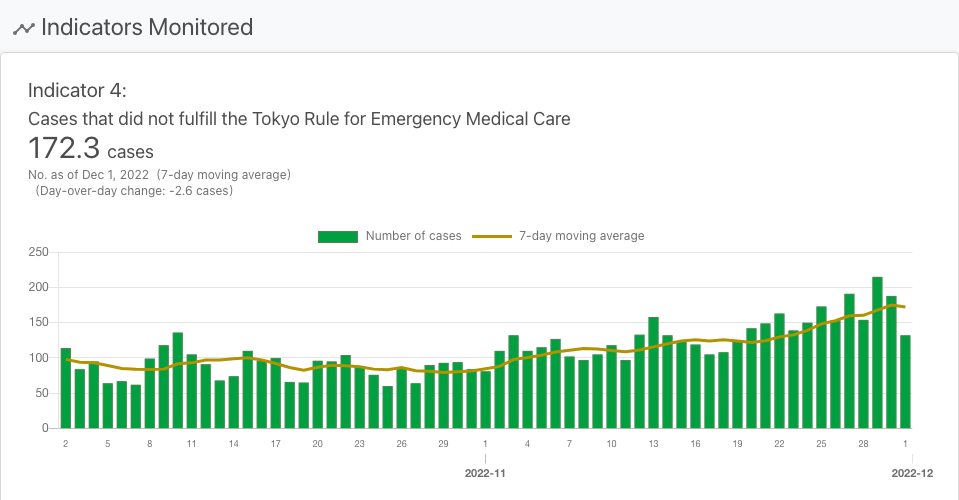 Indicators Monitored
Indicator 4:
Cases that did not fulfill the Tokyo Rule for Emergency Medical Care
172.3 cases
No. as of Dec 1, 2022 (7-day moving average)
(Day-over-day change: -2.6 cases)
Number of cases 7-day moving average
250
200
150
100
50
0
2 5 8 11 14 17 20 23 26 29 1 4 7 10 13 16 19 22 25 28 1
2022-11 2022-12